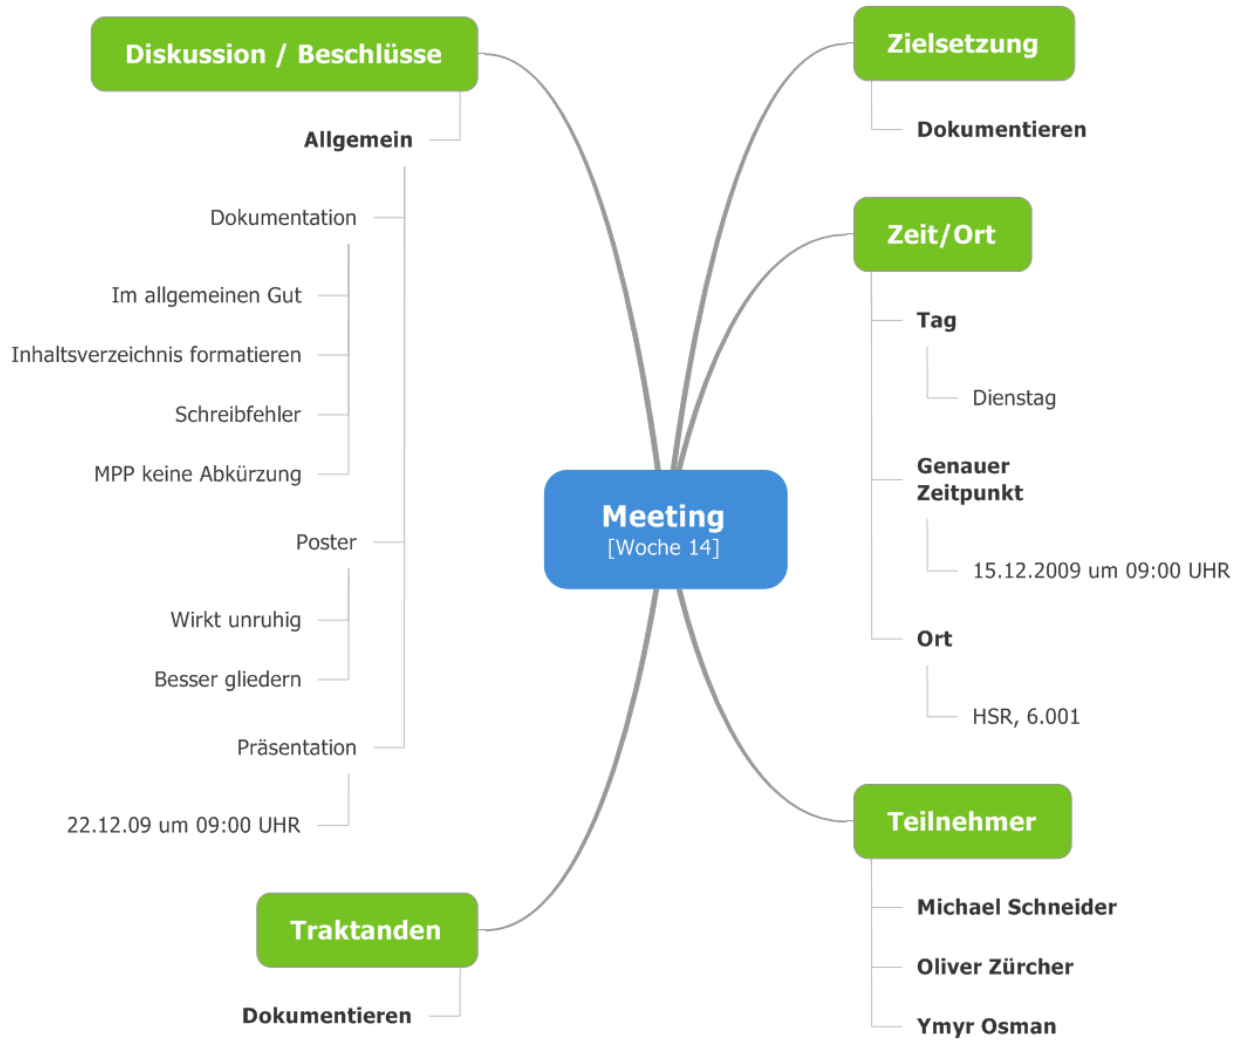 Meeting
[Woche 14]
Zielsetzung
Dokumentieren
Zeit/Ort
Tag
Dienstag
Genauer
Zeitpunkt
15.12.2009 um 09:00 UHR
Ort
HSR, 6.001
Teilnehmer
Michael Schneider
Oliver Zürcher
Ymyr Osman
Diskussion / Beschlüsse
Allgemein
Dokumentation
Im allgemeinen Gut
Inhaltsverzeichnis formatieren
Schreibfehler
MPP keine Abkürzung
Poster
Wirkt unruhig
Besser gliedern
Präsentation
22.12.09 um 09:00 UHR
Traktanden
Dokumentieren